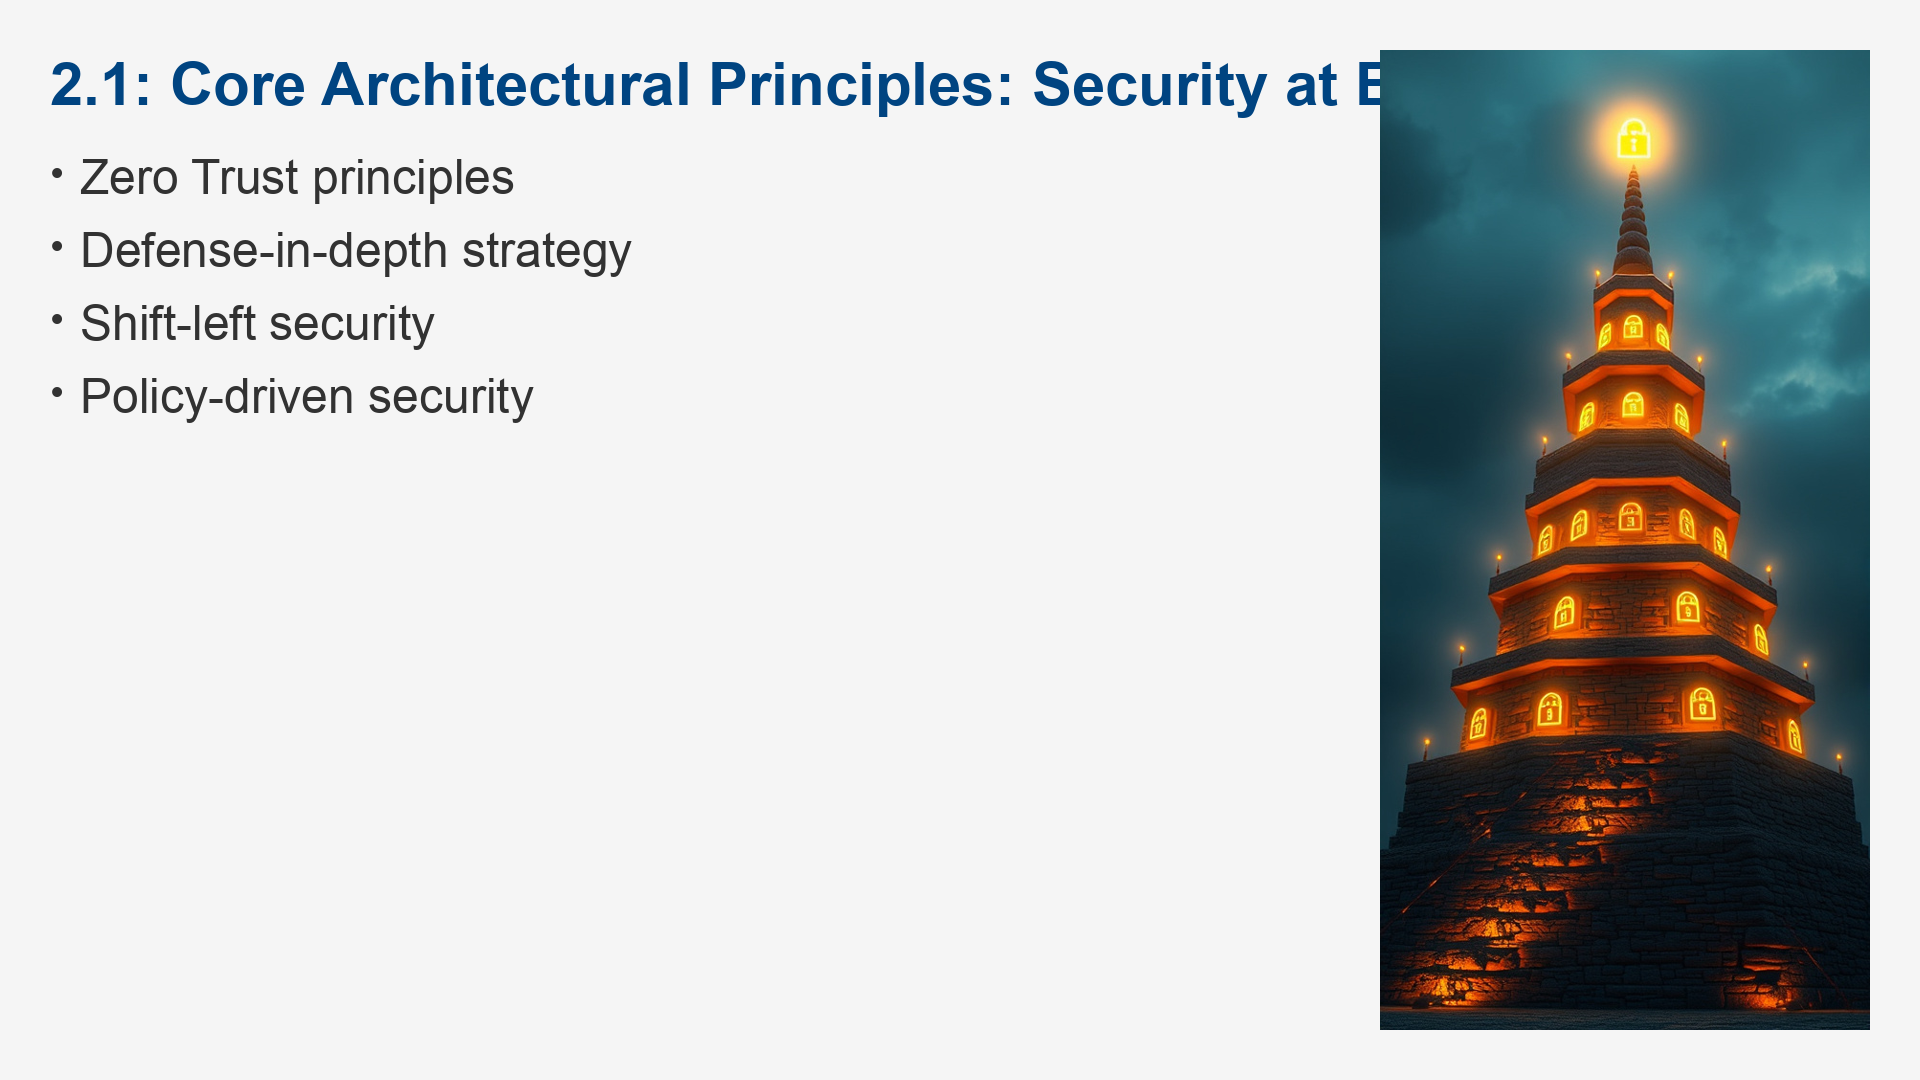 2.1: Core Architectural Principles: Security at
• Zero Trust principles
• Defense-in-depth strategy
• Shift-left security
• Policy-driven security